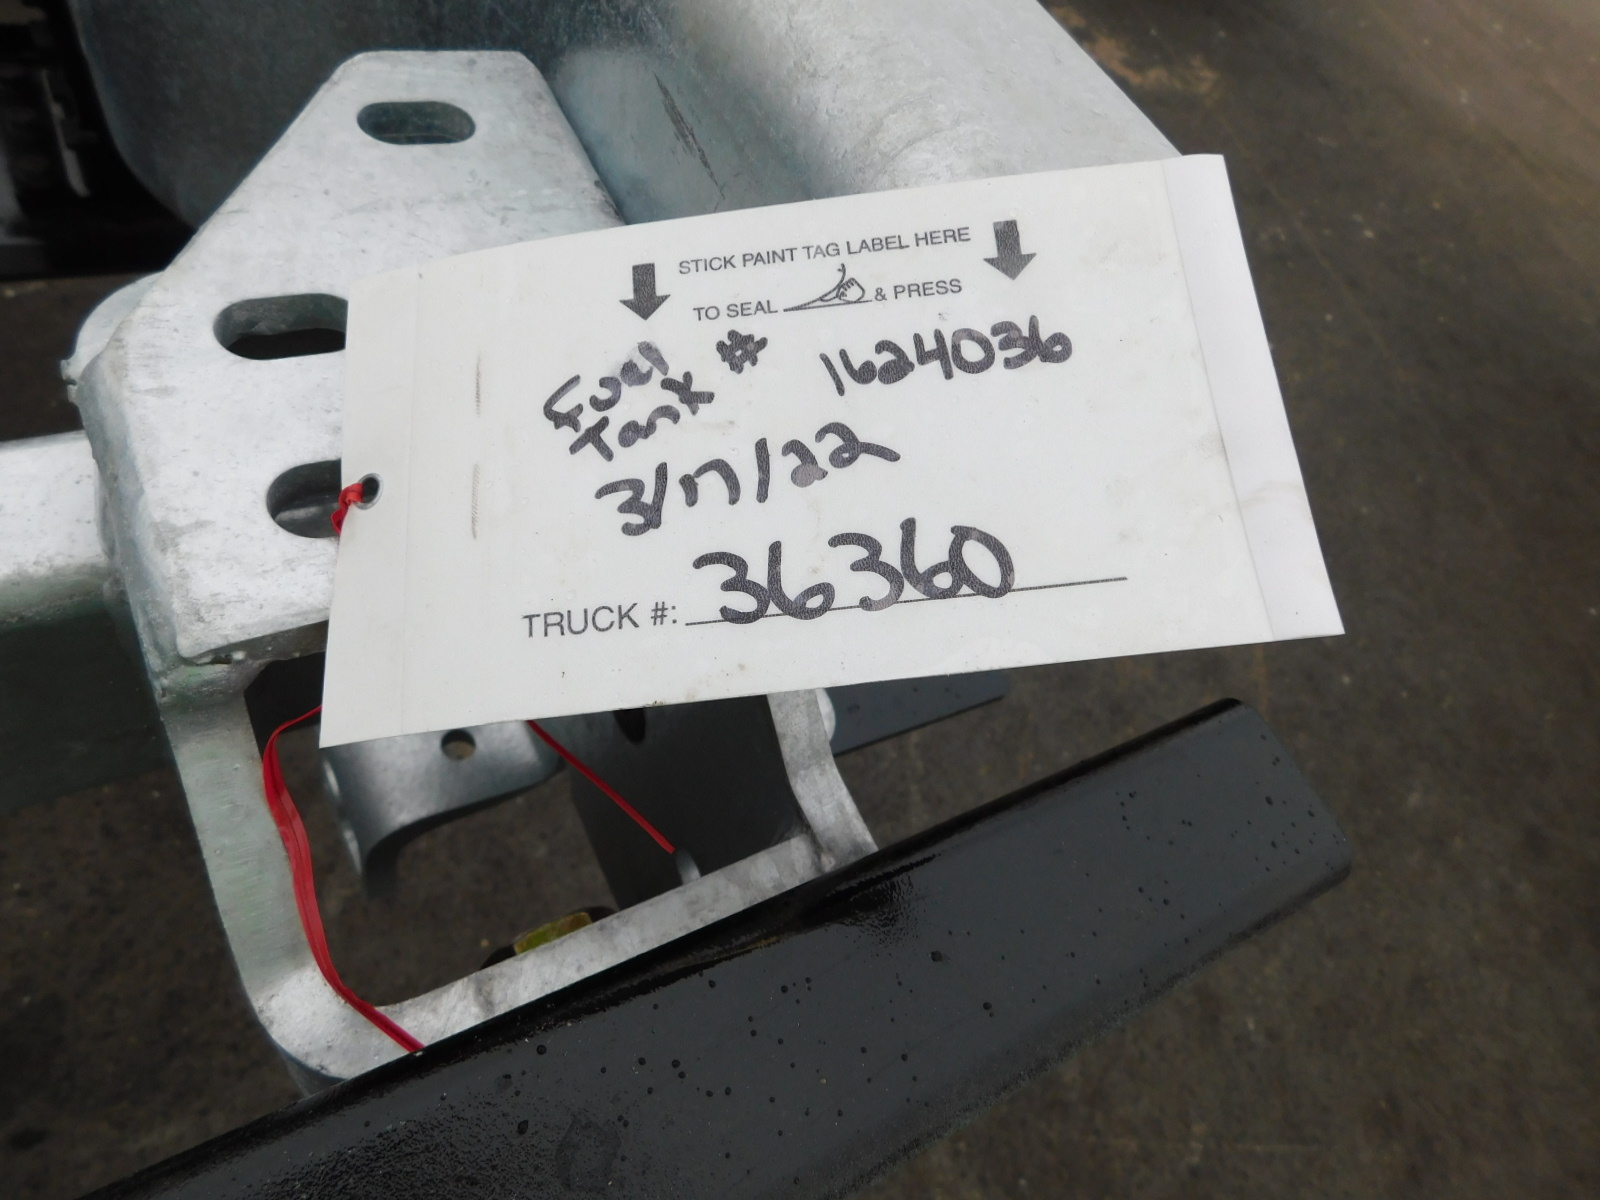 STICK PAINT TAG LABEL HERE
TO SEAL & PRESS
Fuel
Tank # 1624036
3/17/22
TRUCK #: 36360